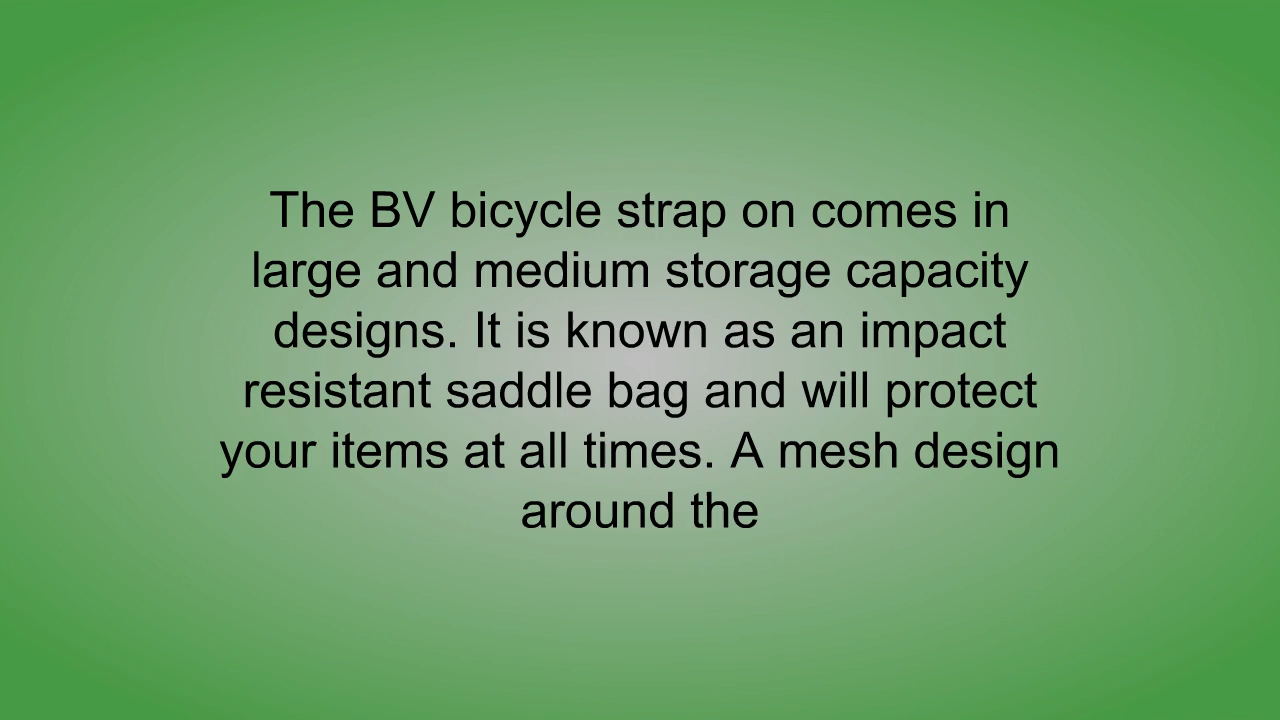 The BV bicycle strap on comes in
large and medium storage capacity
designs. It is known as an impact
resistant saddle bag and will protect
your items at all times. A mesh design
around the